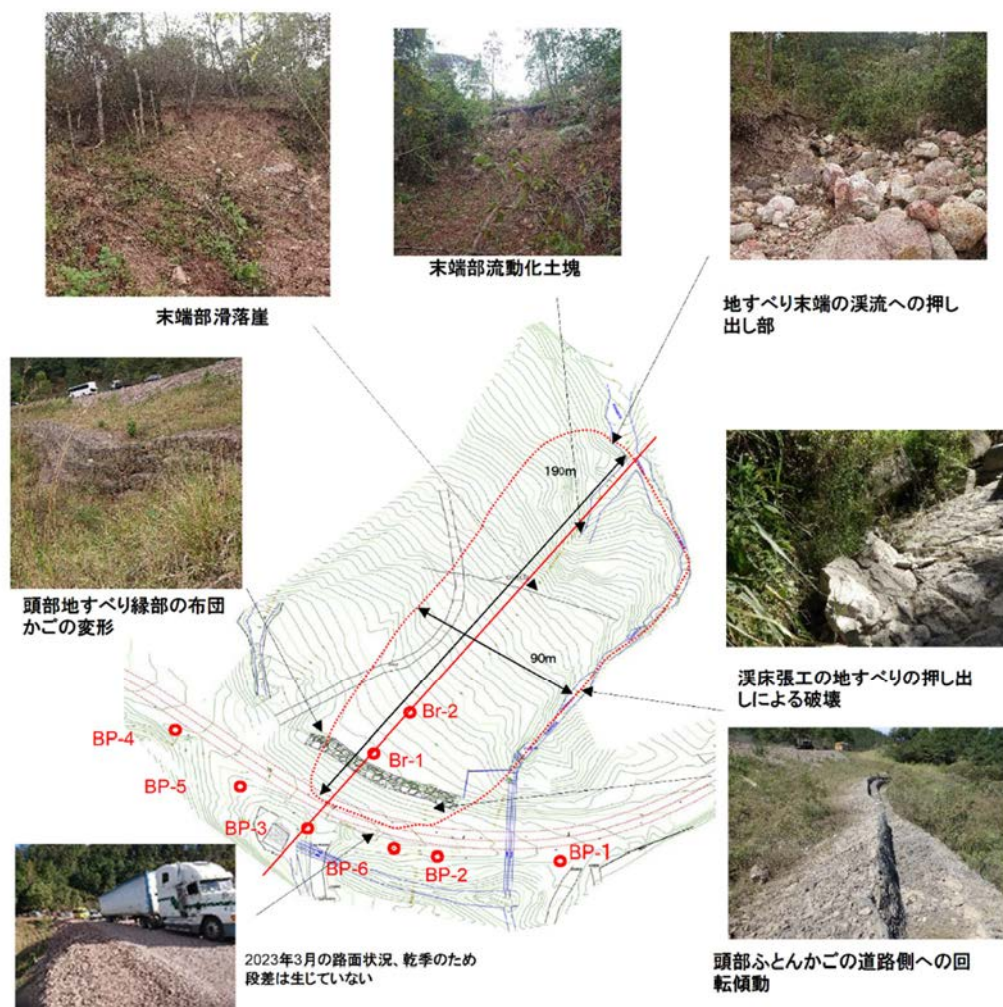 末端部滑落崖
末端部流動化土塊
地すべり末端の渓流への押し
出し部
頭部地すべり縁部の布団
かごの変形
190m
90m
渓床張工の地すべりの押し出
しによる破壊
Br-2
Br-1
BP-4
BP-5
BP-3
BP-6
BP-2
BP-1
2023年3月の路面状況、乾季のため
段差は生じていない
頭部ふとんかごの道路側への回
転傾動